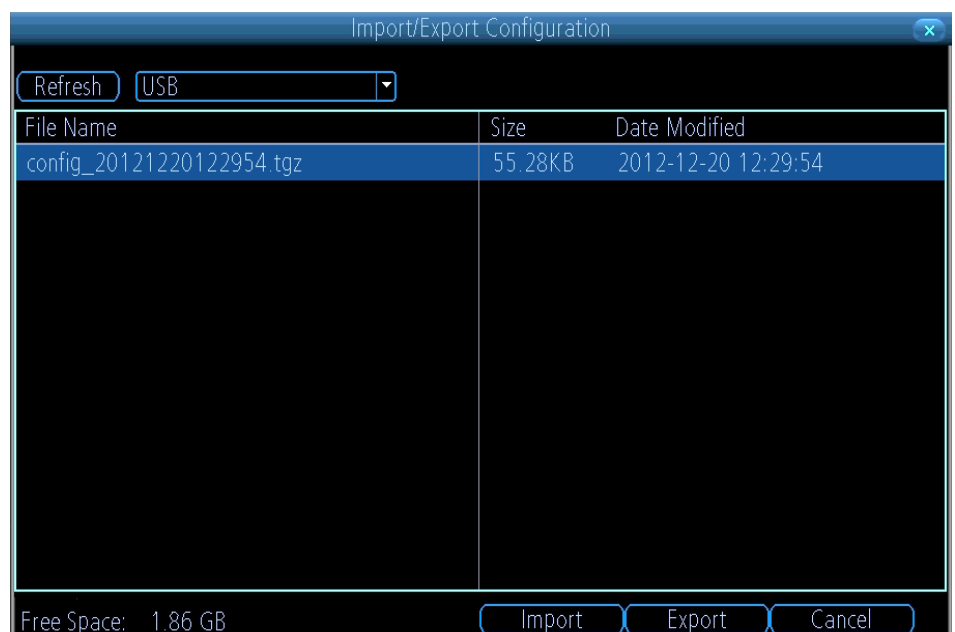 Import/Export Configuration
Refresh USB
File Name Size Date Modified
config_20121220122954.tgz 55.28KB 2012-12-20 12:29:54
Free Space: 1.86 GB Import Export Cancel